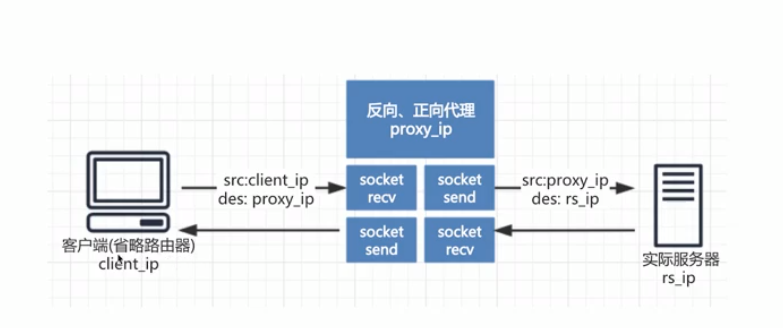 反向、正向代理
proxy_ip
src:client_ip
des: proxy_ip
socket
recv
socket
send
src:proxy_ip
des: rs_ip
socket
send
socket
recv
客户端(省略路由器)
client_ip
实际服务器
rs_ip